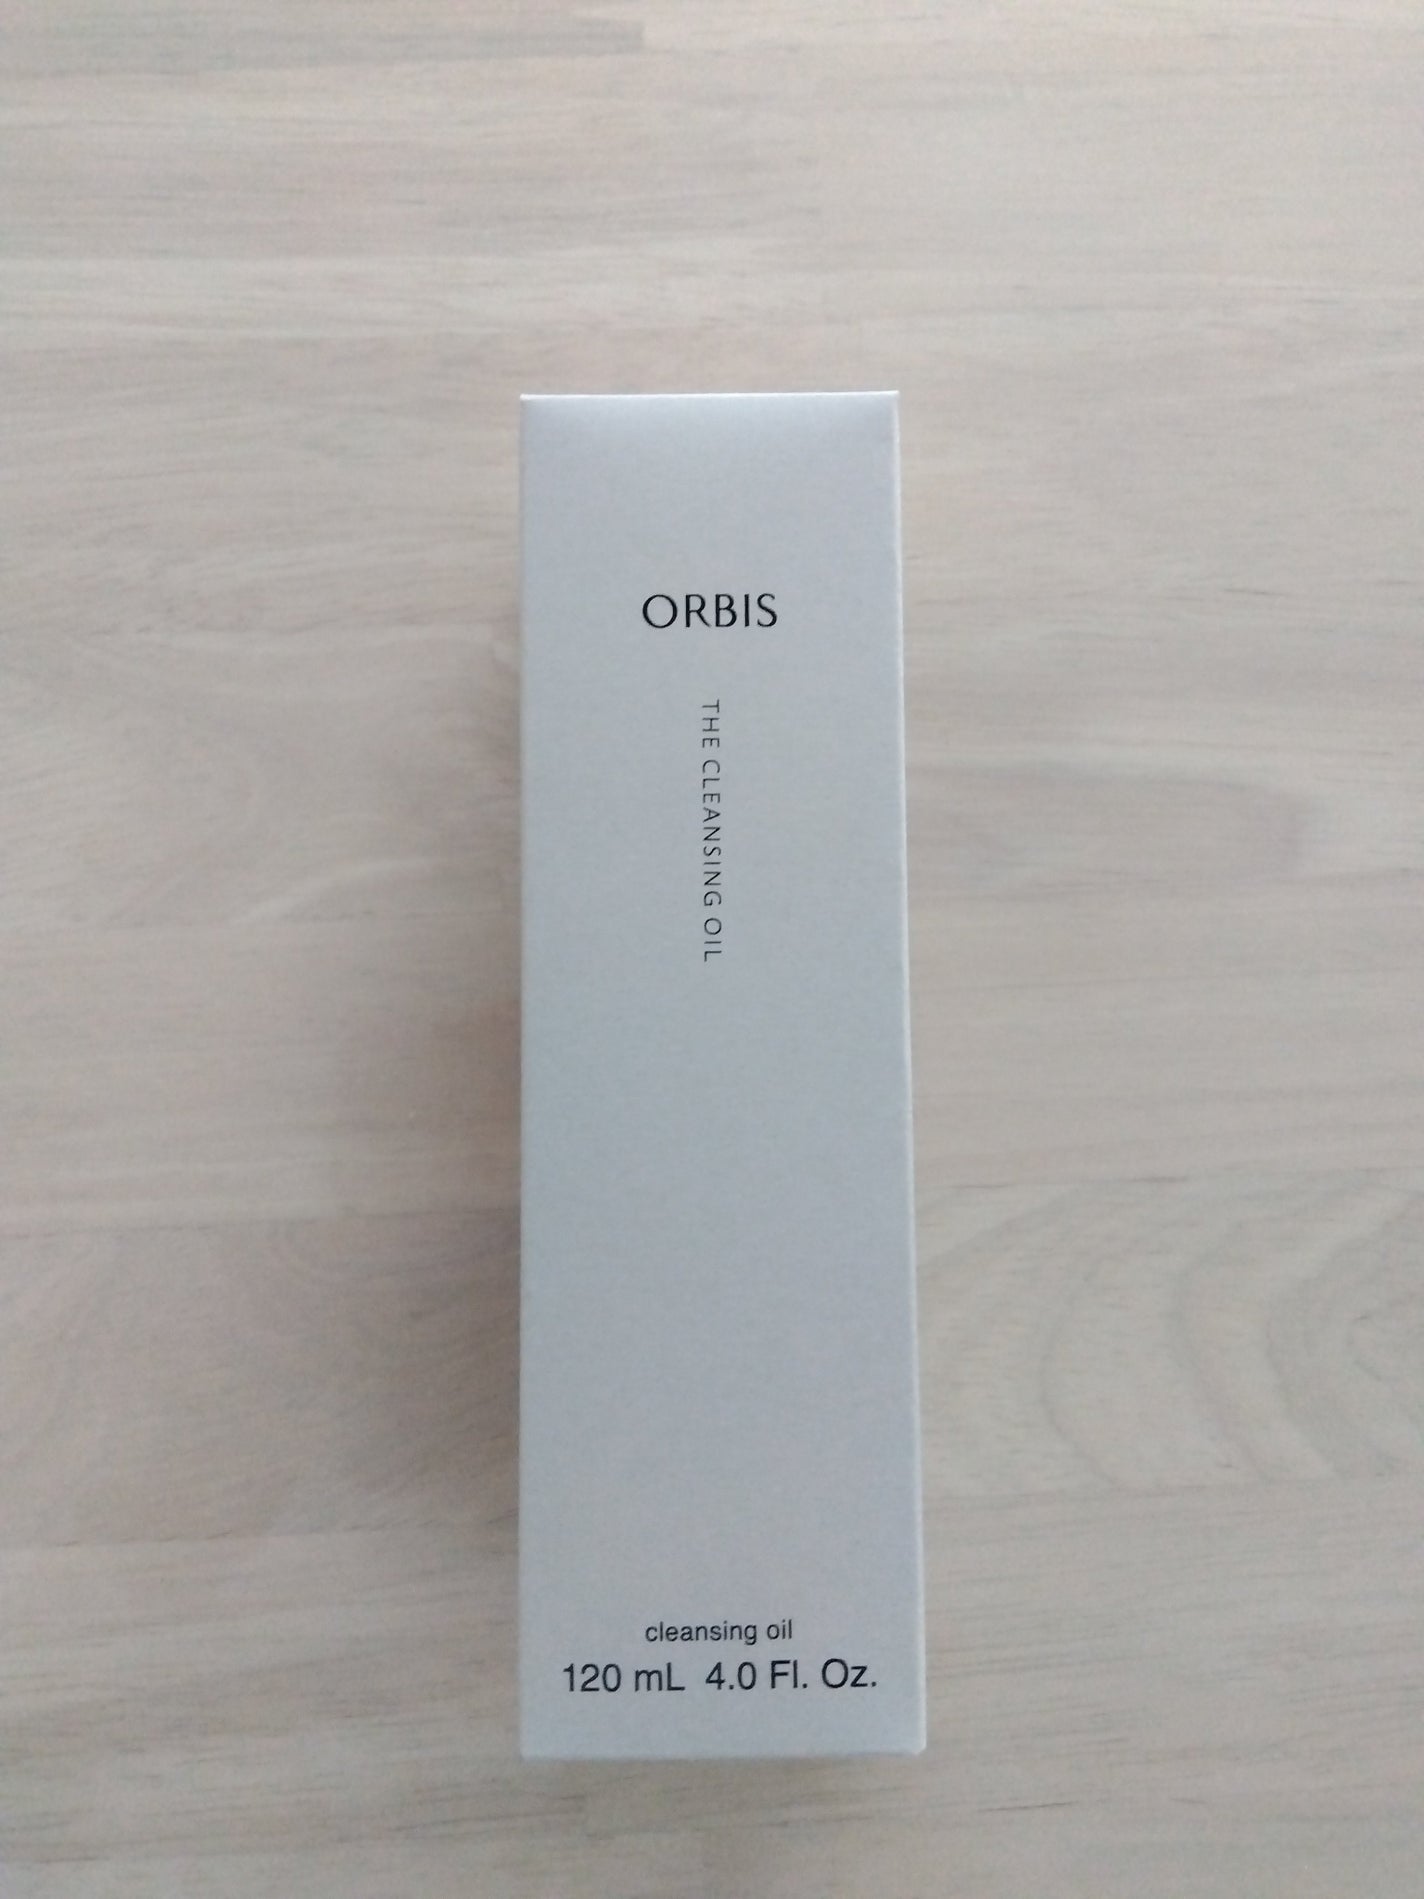 ORBIS
THE CLEANSING OIL
cleansing oil
120 mL 4.0 Fl. Oz.